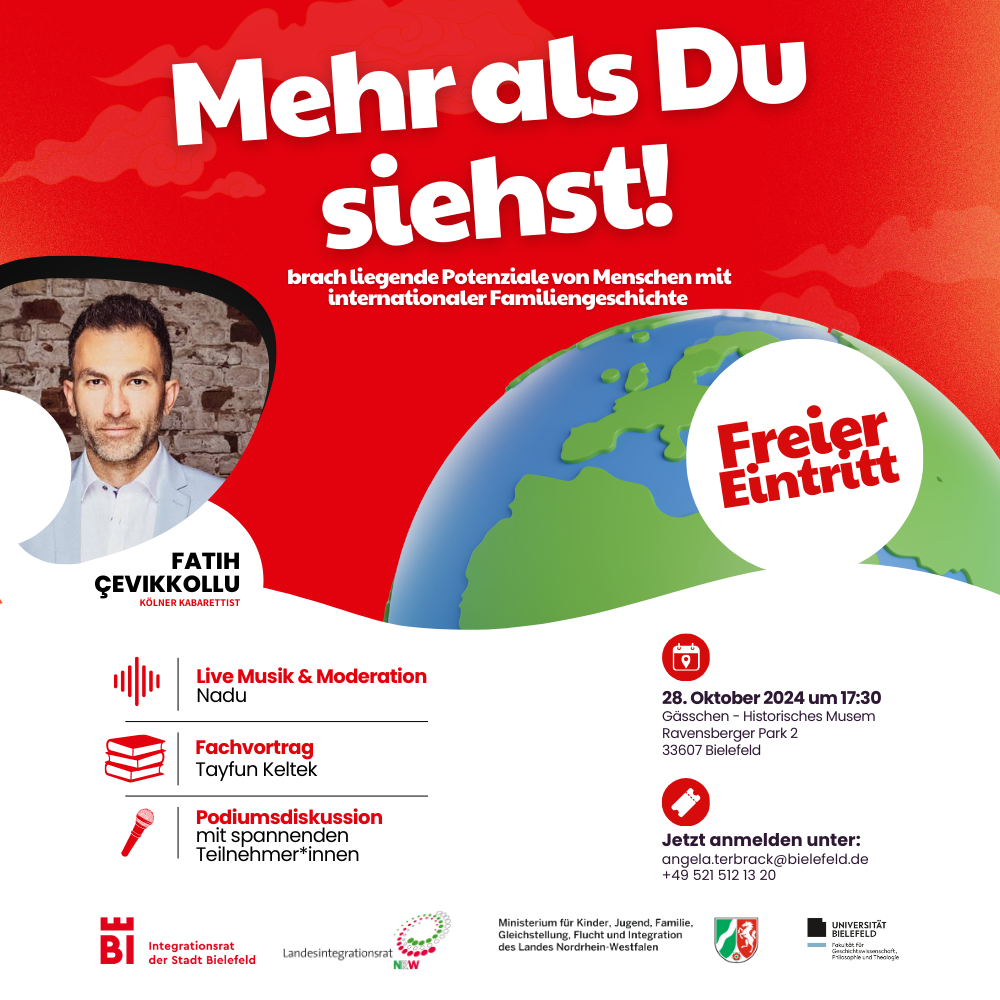 Mehr als Du
siehst!
brach liegende Potenziale von Menschen mit
internationaler Familiengeschichte
Freier
Eintritt
FATIH
ÇEVIKKOLLU
KÖLNER KABARETTIST
Live Musik & Moderation
Nadu
Fachvortrag
Tayfun Keltek
Podiumsdiskussion
mit spannenden
Teilnehmer*innen
28. Oktober 2024 um 17:30
Gässchen - Historisches Musem
Ravensberger Park 2
33607 Bielefeld
Jetzt anmelden unter:
angela.terbrack@bielefeld.de
+49 521 512 13 20
BI
Integrationsrat
der Stadt Bielefeld
Landesintegrationsrat
NRW
Ministerium für Kinder, Jugend, Familie,
Gleichstellung, Flucht und Integration
des Landes Nordrhein-Westfalen
UNIVERSITÄT
BIELEFELD
Fakultät für
Geschichtswissenschaft,
Philosophie und Theologie